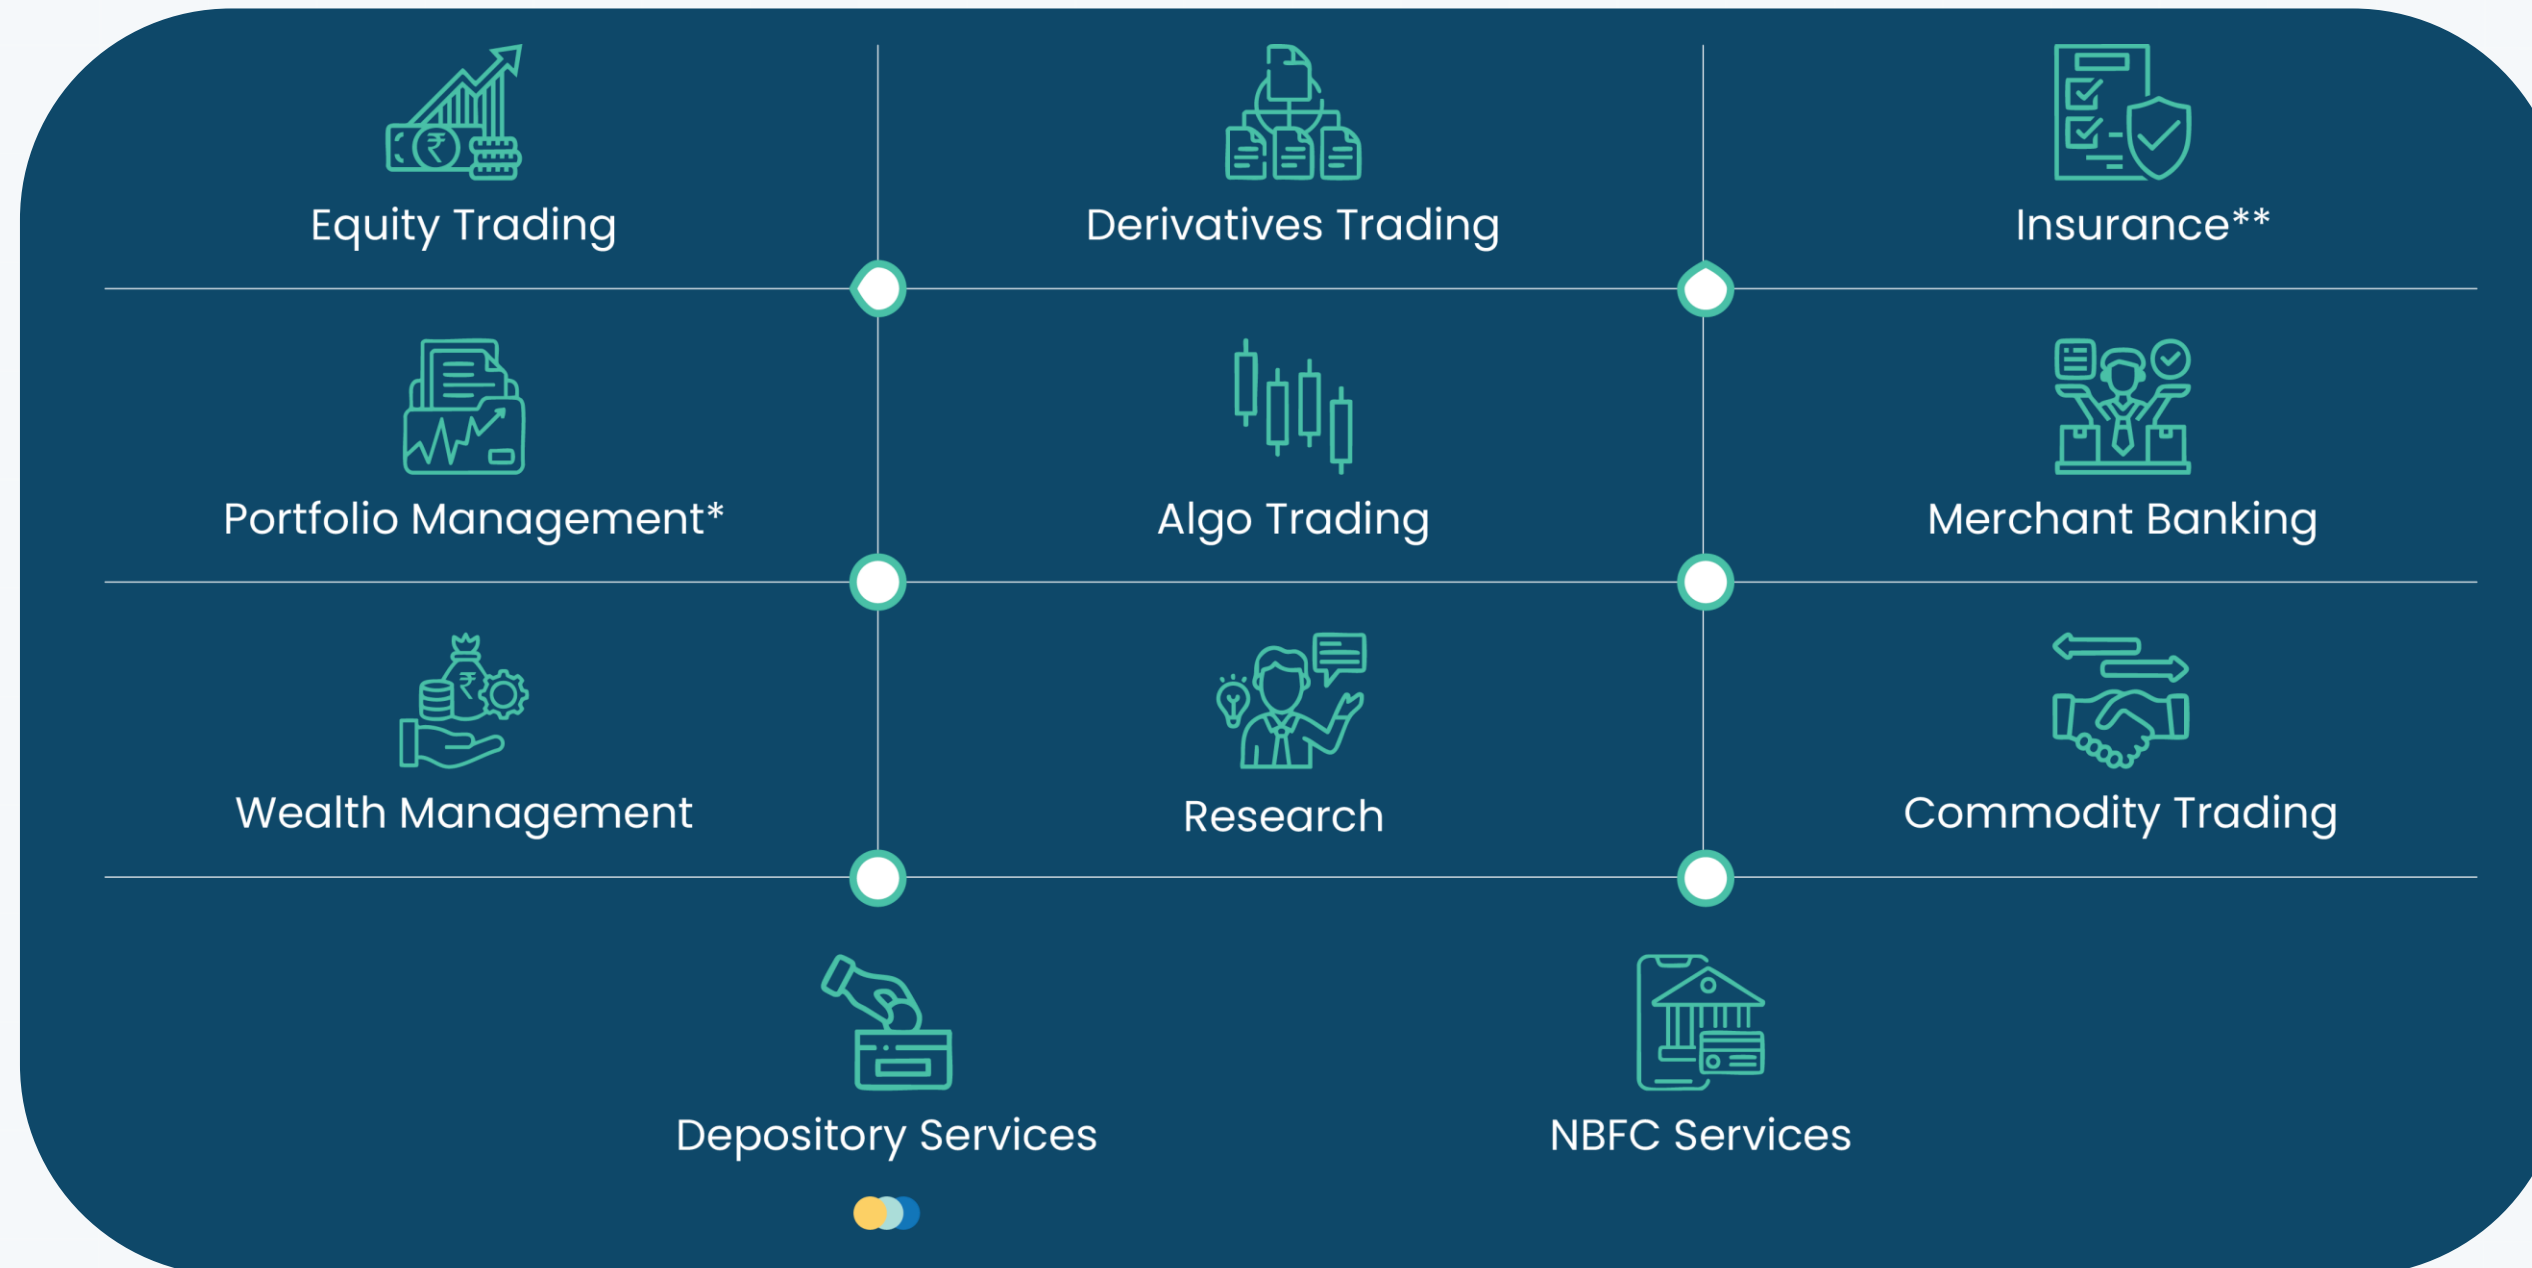 Equity Trading
Derivatives Trading
Insurance**
Portfolio Management*
Algo Trading
Merchant Banking
Wealth Management
Research
Commodity Trading
Depository Services
NBFC Services